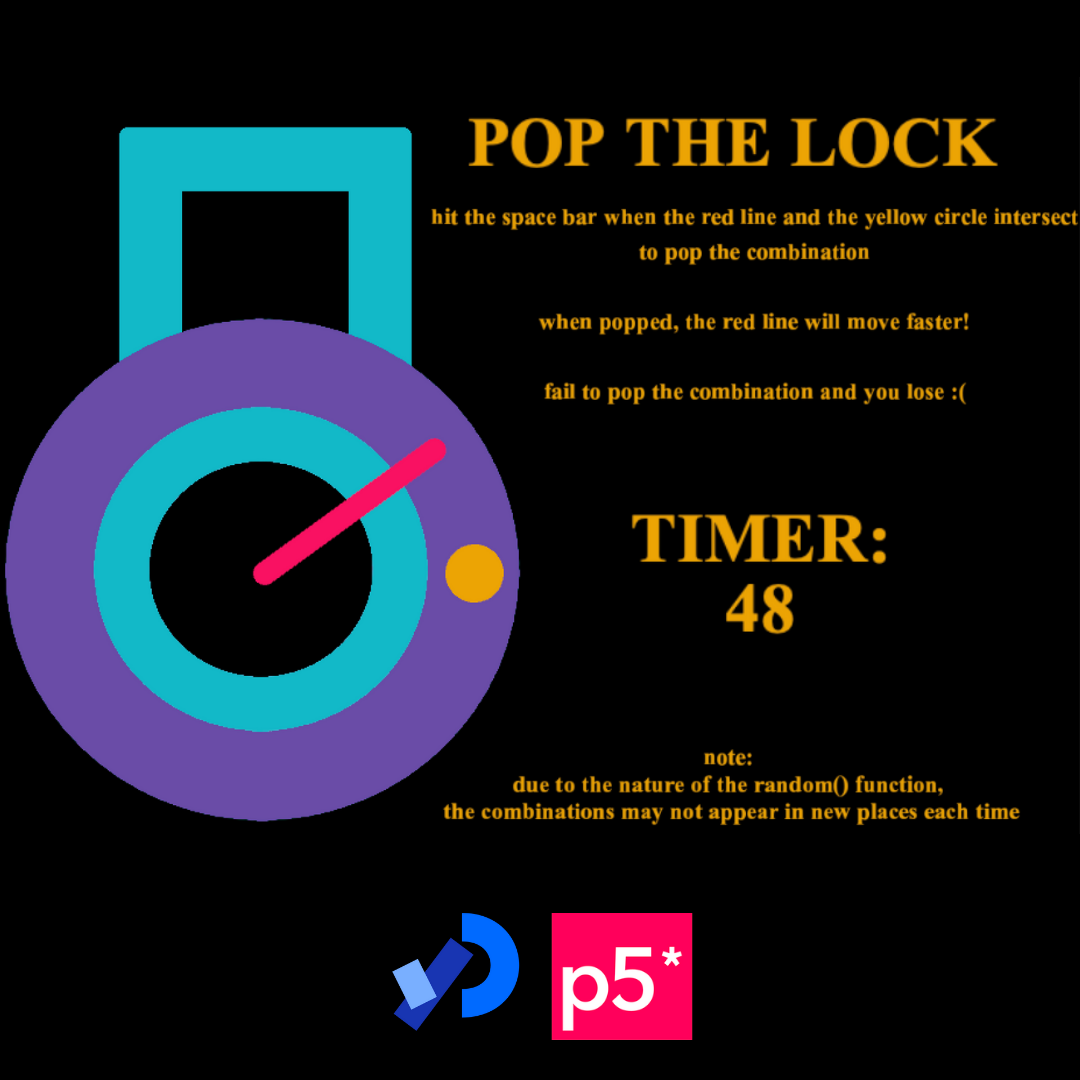 POP THE LOCK
hit the space bar when the red line and the yellow circle intersect
to pop the combination
when popped, the red line will move faster!
fail to pop the combination and you lose :(
TIMER:
48
note:
due to the nature of the random() function,
the combinations may not appear in new places each time
p5*